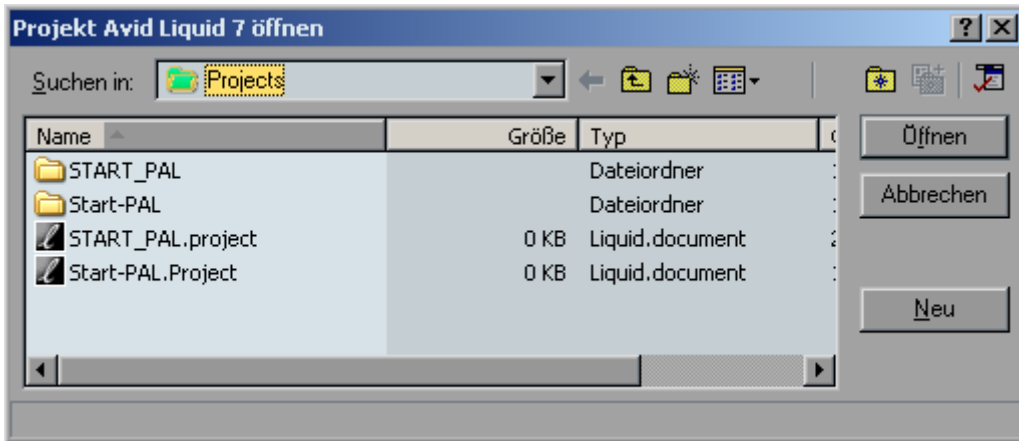 Projekt Avid Liquid 7 öffnen
Suchen in: Projects
Name Größe Typ
START_PAL Dateiordner
Start-PAL Dateiordner
START_PAL.project 0 KB Liquid.document
Start-PAL.Project 0 KB Liquid.document
Öffnen
Abbrechen
Neu